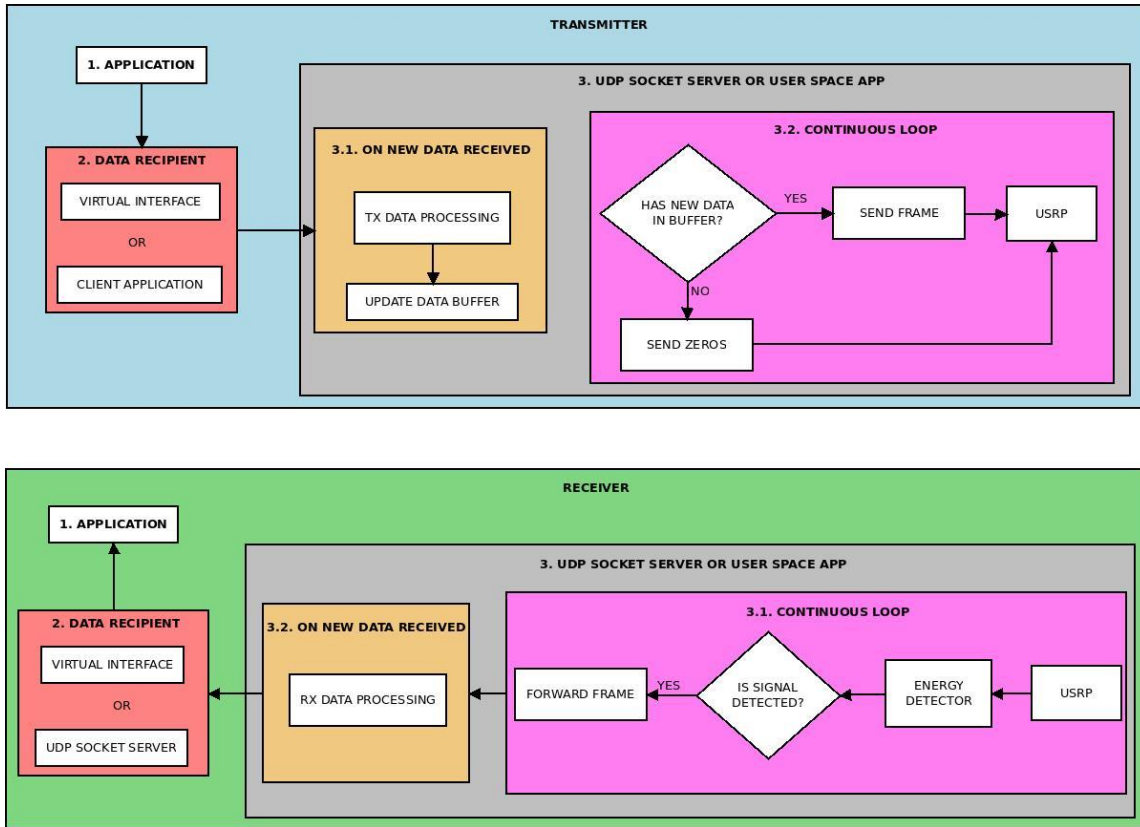 TRANSMITTER
1. APPLICATION
2. DATA RECIPIENT
VIRTUAL INTERFACE
OR
CLIENT APPLICATION
3. UDP SOCKET SERVER OR USER SPACE APP
3.1. ON NEW DATA RECEIVED
TX DATA PROCESSING
UPDATE DATA BUFFER
3.2. CONTINUOUS LOOP
HAS NEW DATA
IN BUFFER?
YES
SEND FRAME
USRP
NO
SEND ZEROS
RECEIVER
1. APPLICATION
2. DATA RECIPIENT
VIRTUAL INTERFACE
OR
UDP SOCKET SERVER
3. UDP SOCKET SERVER OR USER SPACE APP
3.2. ON NEW DATA RECEIVED
RX DATA PROCESSING
3.1. CONTINUOUS LOOP
FORWARD FRAME
YES
IS SIGNAL
DETECTED?
ENERGY
DETECTOR
USRP